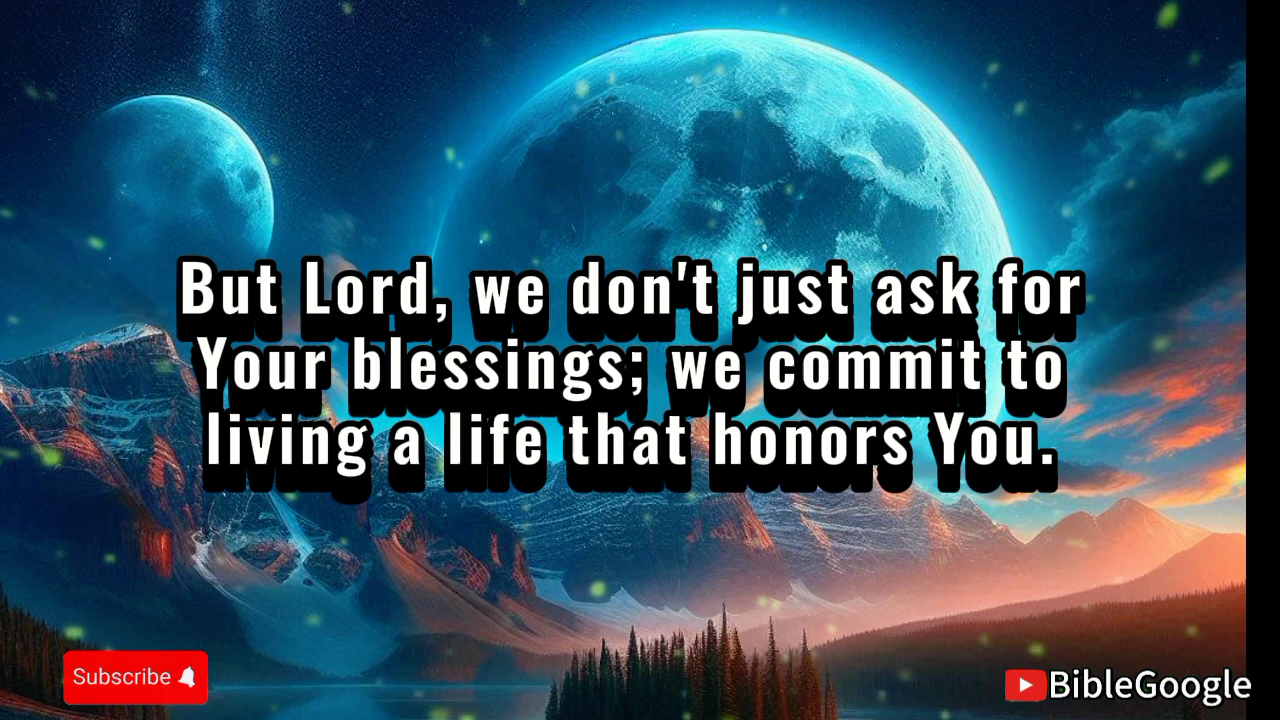 But Lord, we don't just ask for
Your blessings; we commit to
living a life that honors You.
Subscribe
BibleGoogle